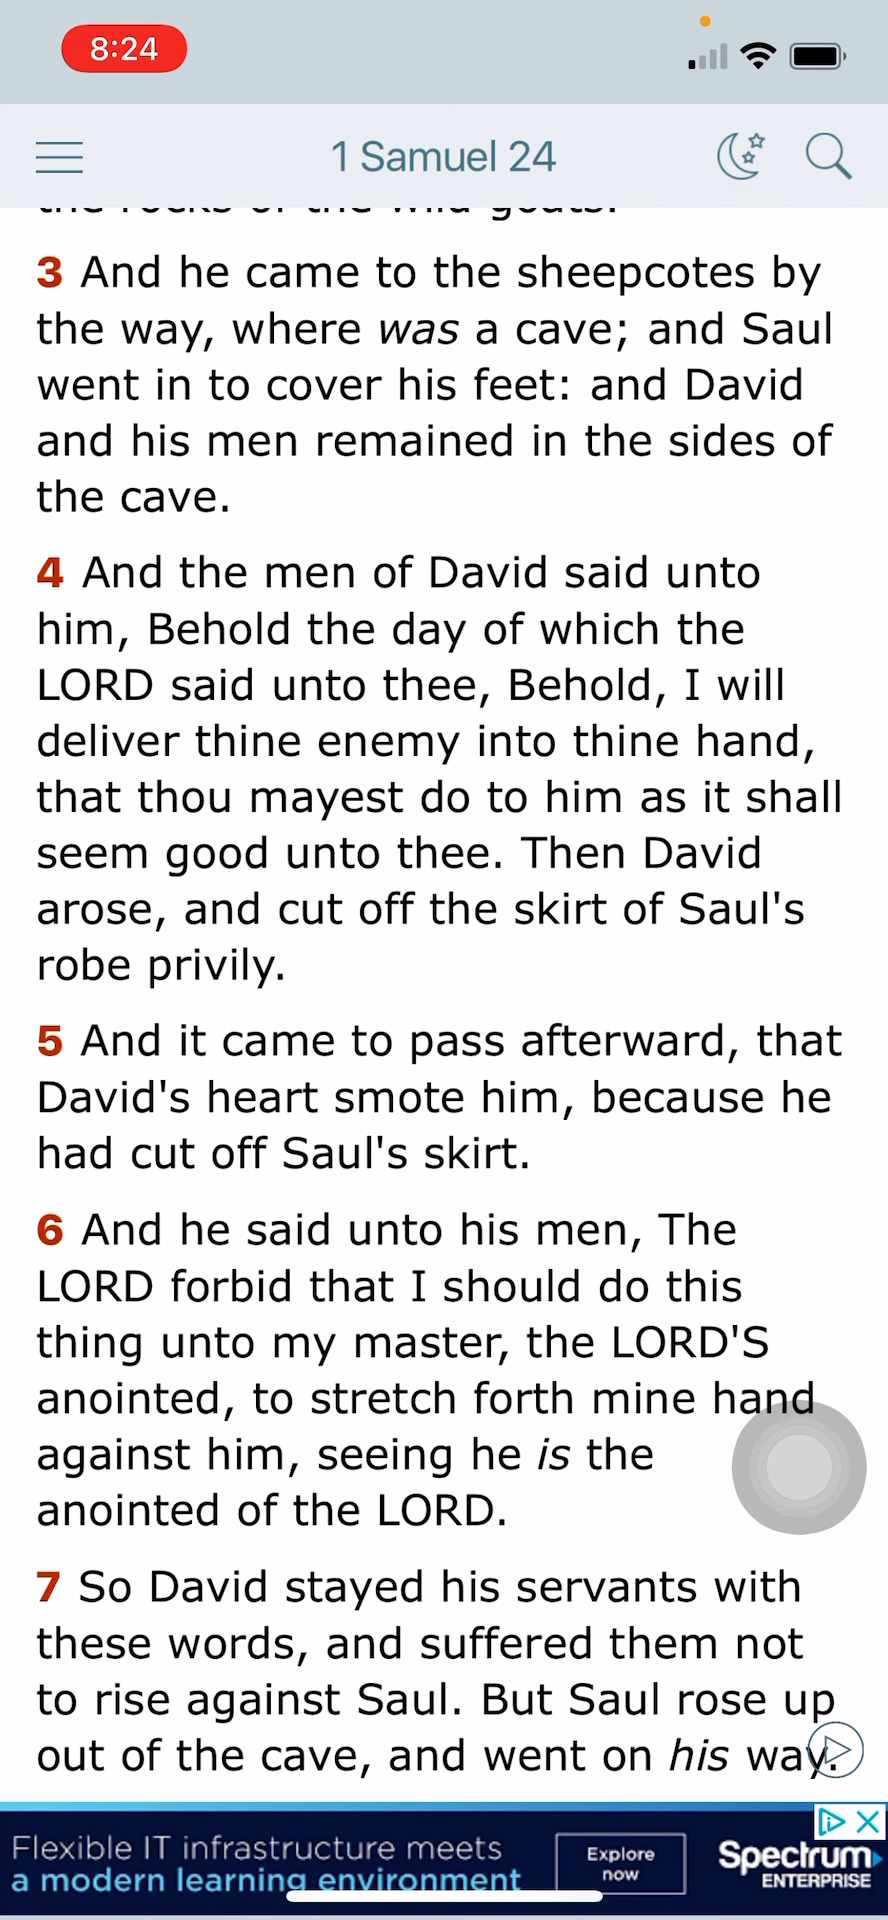 8:24
1 Samuel 24
the rocks of the wild goats.
3 And he came to the sheepcotes by
the way, where was a cave; and Saul
went in to cover his feet: and David
and his men remained in the sides of
the cave.
4 And the men of David said unto
him, Behold the day of which the
LORD said unto thee, Behold, I will
deliver thine enemy into thine hand,
that thou mayest do to him as it shall
seem good unto thee. Then David
arose, and cut off the skirt of Saul's
robe privily.
5 And it came to pass afterward, that
David's heart smote him, because he
had cut off Saul's skirt.
6 And he said unto his men, The
LORD forbid that I should do this
thing unto my master, the LORD'S
anointed, to stretch forth mine hand
against him, seeing he is the
anointed of the LORD.
7 So David stayed his servants with
these words, and suffered them not
to rise against Saul. But Saul rose up
out of the cave, and went on his way.
Flexible IT infrastructure meets
a modern learning environment
Explore
now
Spectrum
ENTERPRISE